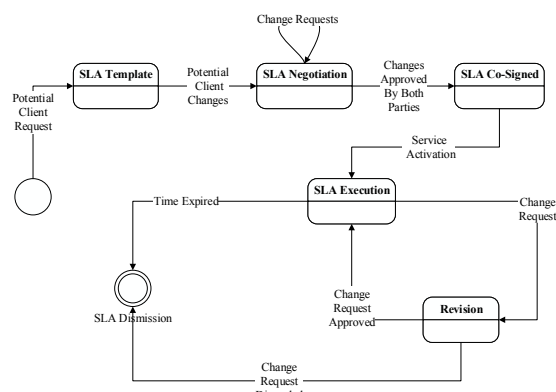 Change Requests
SLA Template
Potential
Client
Changes
SLA Negotiation
Changes
Approved
By Both
Parties
SLA Co-Signed
Potential
Client
Request
Service
Activation
SLA Execution
Time Expired
Change
Request
SLA Dismission
Change
Request
Approved
Revision
Change
Request